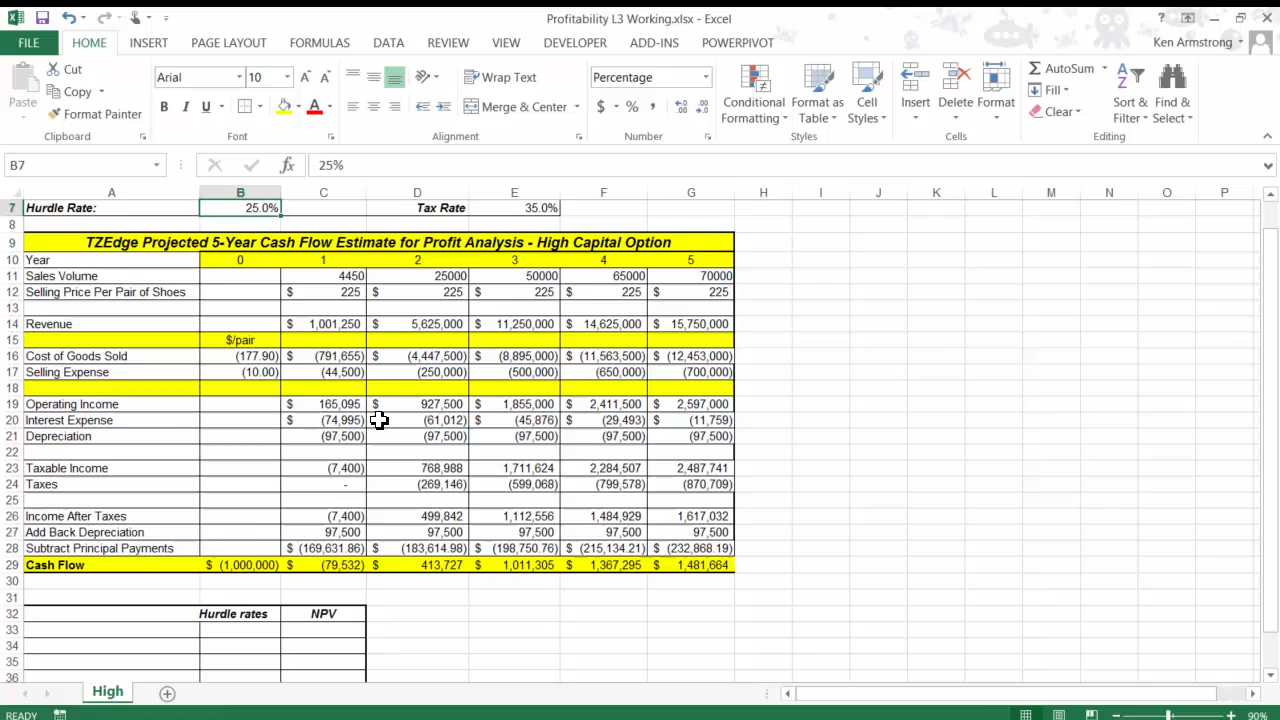 Profitability L3 Working.xlsx - Excel
?
FILE HOME INSERT PAGE LAYOUT FORMULAS DATA REVIEW VIEW DEVELOPER ADD-INS POWERPIVOT Ken Armstrong
Paste Cut Copy Format Painter
Arial 10 B I U A
Wrap Text Merge & Center
Percentage $ %
Conditional Formatting Format as Table Cell Styles
Insert Delete Format
AutoSum Fill Clear Sort & Filter Find & Select
Clipboard Font Alignment Number Styles Cells Editing
B7 fx 25%
A B C D E F G H I J K L M N O P
7 Hurdle Rate: 25.0% Tax Rate 35.0%
8
9 TZEdge Projected 5-Year Cash Flow Estimate for Profit Analysis - High Capital Option
10 Year 0 1 2 3 4 5
11 Sales Volume 4450 25000 50000 65000 70000
12 Selling Price Per Pair of Shoes $ 225 $ 225 $ 225 $ 225 $ 225
13
14 Revenue $ 1,001,250 $ 5,625,000 $ 11,250,000 $ 14,625,000 $ 15,750,000
15 $/pair
16 Cost of Goods Sold (177.90) $ (791,655) $ (4,447,500) $ (8,895,000) $ (11,563,500) $ (12,453,000)
17 Selling Expense (10.00) (44,500) (250,000) (500,000) (650,000) (700,000)
18
19 Operating Income $ 165,095 $ 927,500 $ 1,855,000 $ 2,411,500 $ 2,597,000
20 Interest Expense $ (74,995) (61,012) $ (45,876) $ (29,493) $ (11,759)
21 Depreciation (97,500) (97,500) (97,500) (97,500) (97,500)
22
23 Taxable Income (7,400) 768,988 1,711,624 2,284,507 2,487,741
24 Taxes - (269,146) (599,068) (799,578) (870,709)
25
26 Income After Taxes (7,400) 499,842 1,112,556 1,484,929 1,617,032
27 Add Back Depreciation 97,500 97,500 97,500 97,500 97,500
28 Subtract Principal Payments $ (169,631.86) $ (183,614.98) $ (198,750.76) $ (215,134.21) $ (232,868.19)
29 Cash Flow $ (1,000,000) $ (79,532) $ 413,727 $ 1,011,305 $ 1,367,295 $ 1,481,664
30
31
32 Hurdle rates NPV
33
34
35
36
High
READY 90%